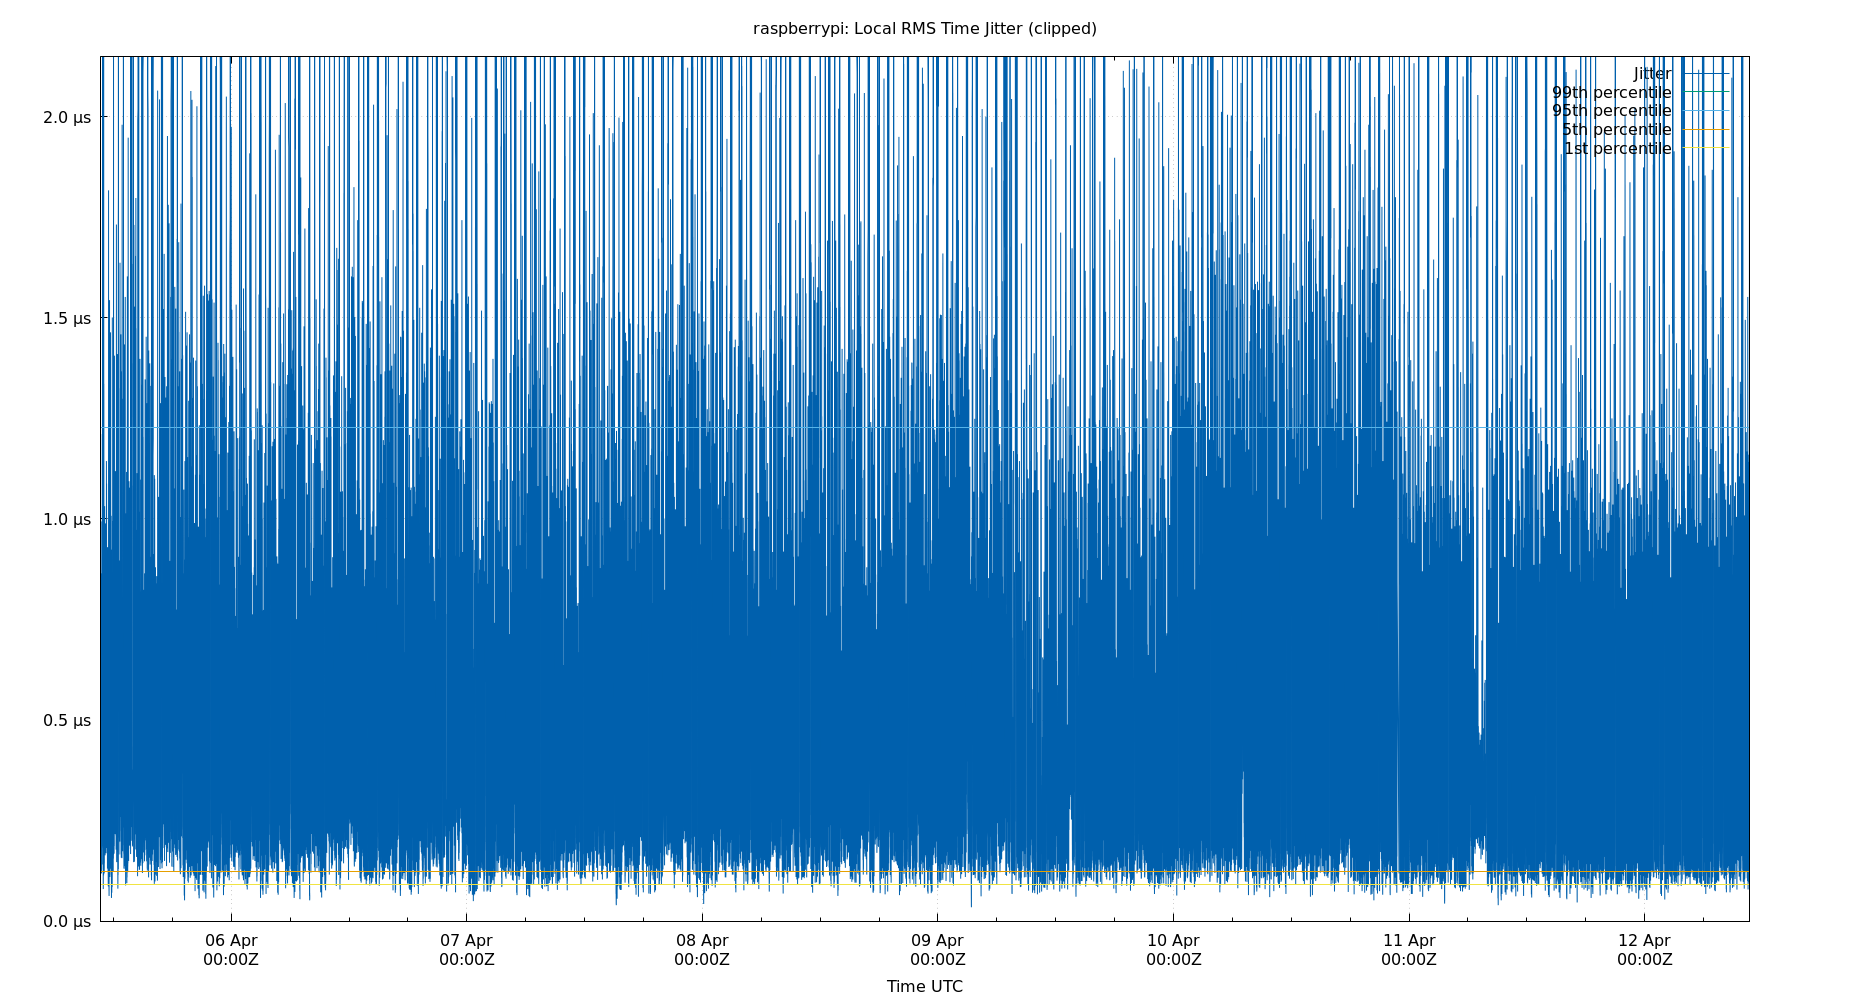 raspberrypi: Local RMS Time Jitter (clipped)
Jitter
99th percentile
95th percentile
5th percentile
1st percentile
2.0 µs
1.5 µs
1.0 µs
0.5 µs
0.0 µs
06 Apr 07 Apr 08 Apr 09 Apr 10 Apr 11 Apr 12 Apr
00:00Z 00:00Z 00:00Z 00:00Z 00:00Z 00:00Z 00:00Z
Time UTC